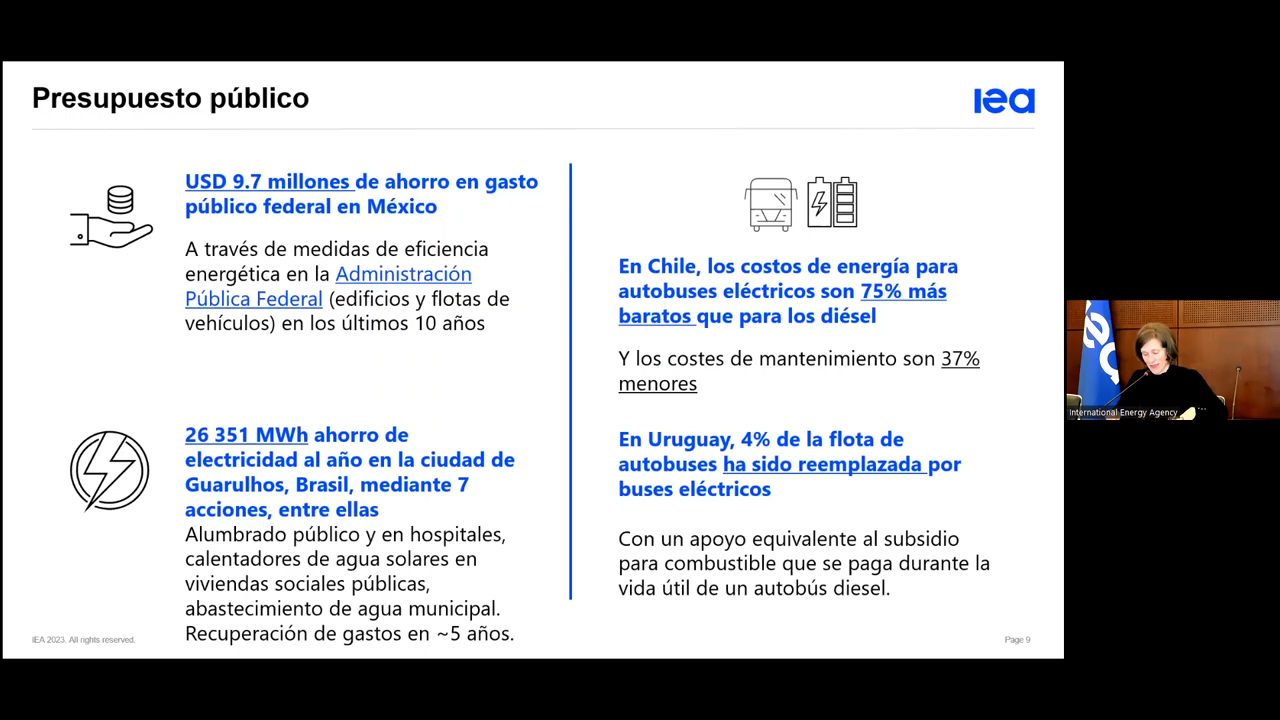 Presupuesto público
iea
USD 9.7 millones de ahorro en gasto
público federal en México
A través de medidas de eficiencia
energética en la Administración
Pública Federal (edificios y flotas de
vehículos) en los últimos 10 años
26 351 MWh ahorro de
electricidad al año en la ciudad de
Guarulhos, Brasil, mediante 7
acciones, entre ellas
Alumbrado público y en hospitales,
calentadores de agua solares en
viviendas sociales públicas,
abastecimiento de agua municipal.
Recuperación de gastos en ~5 años.
En Chile, los costos de energía para
autobuses eléctricos son 75% más
baratos que para los diésel
Y los costes de mantenimiento son 37%
menores
En Uruguay, 4% de la flota de
autobuses ha sido reemplazada por
buses eléctricos
Con un apoyo equivalente al subsidio
para combustible que se paga durante la
vida útil de un autobús diesel.
IEA 2023. All rights reserved.
Page 9
iea
International Energy Agency